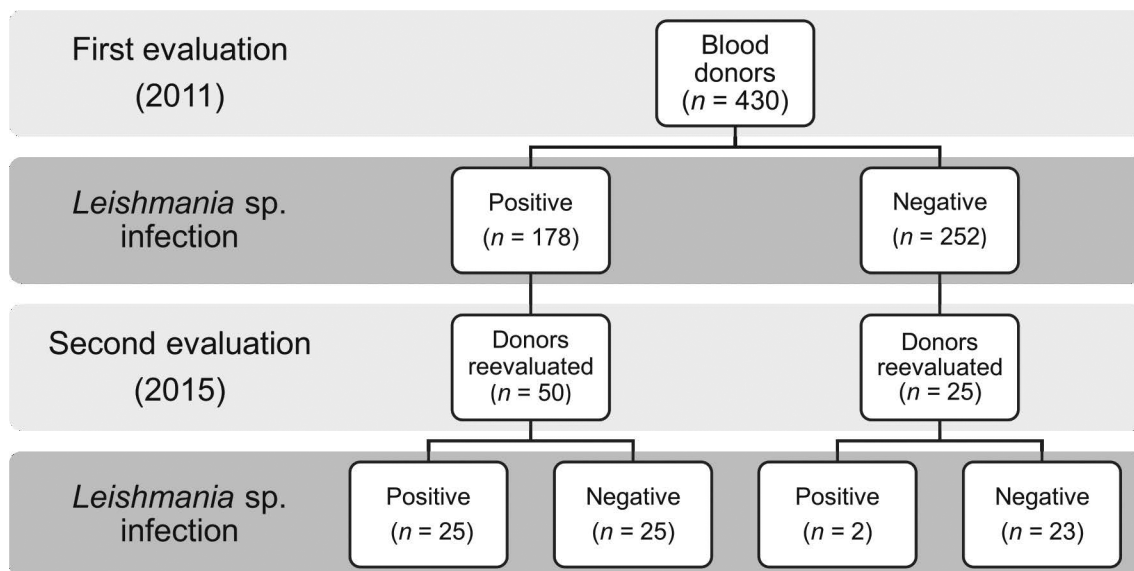 First evaluation
(2011)
Blood
donors
(n = 430)
Leishmania sp.
infection
Positive
(n = 178)
Negative
(n = 252)
Second evaluation
(2015)
Donors
reevaluated
(n = 50)
Donors
reevaluated
(n = 25)
Leishmania sp.
infection
Positive
(n = 25)
Negative
(n = 25)
Positive
(n = 2)
Negative
(n = 23)